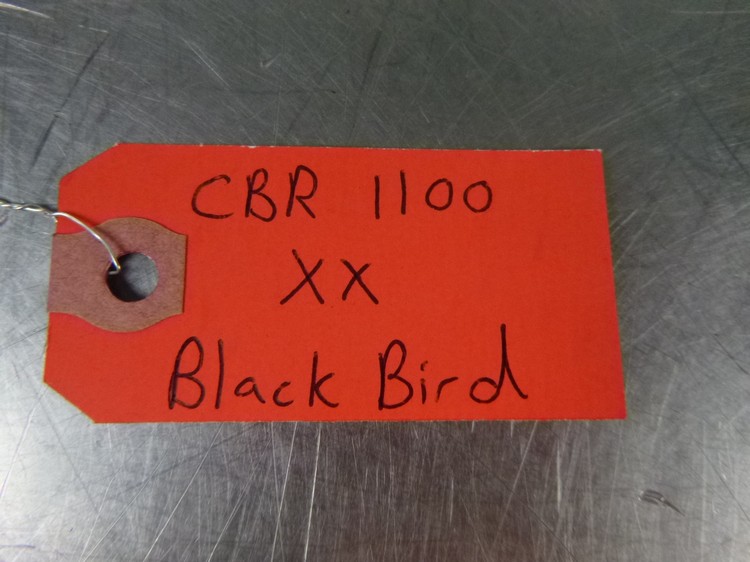 CBR 1100
XX
Black Bird